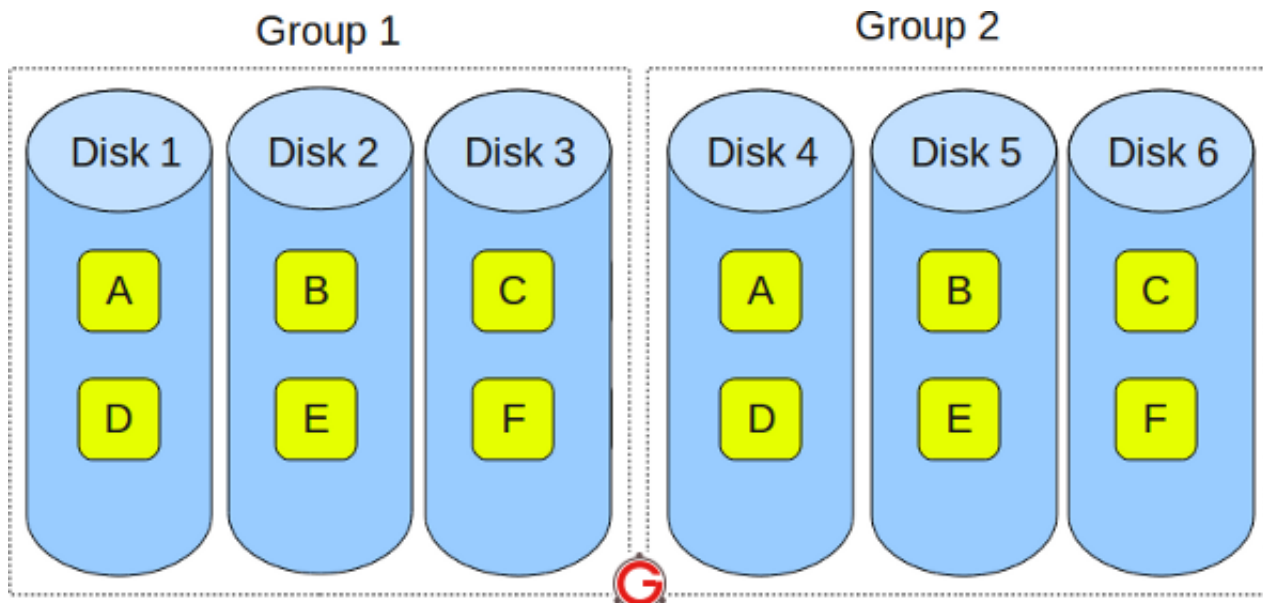 Group 1 Group 2
Disk 1 Disk 2 Disk 3 Disk 4 Disk 5 Disk 6
A B C A B C
D E F D E F
G